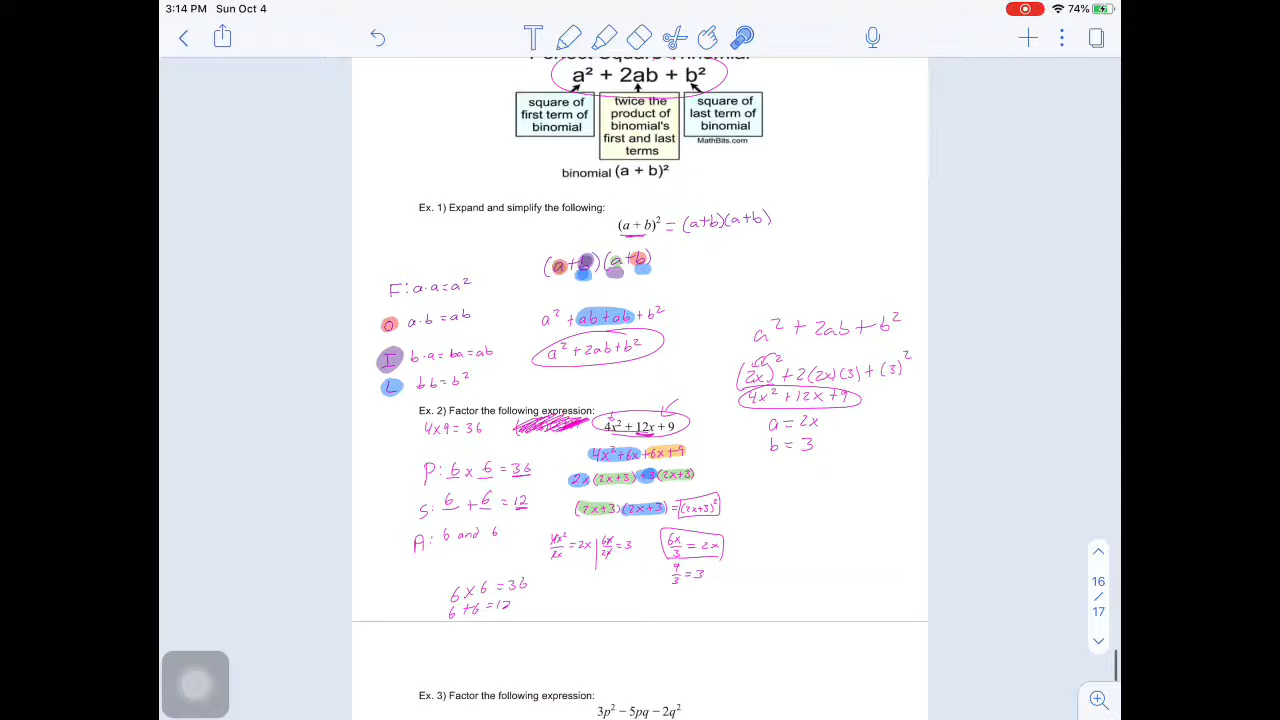 3:14 PM Sun Oct 4
74%
a² + 2ab + b²
square of
first term of
binomial
twice the
product of
binomial's
first and last
terms
square of
last term of
binomial
MathBits.com
binomial (a + b)²
Ex. 1) Expand and simplify the following:
(a + b)² = (a+b)(a+b)
(a+b)(a+b)
F: a·a=a²
O a·b=ab
I b·a=ba=ab
L b·b=b²
a² + ab + ab + b²
a² + 2ab + b²
a² + 2ab + b²
(2x)² + 2(2x)(3) + (3)²
4x² + 12x + 9
a = 2x
b = 3
Ex. 2) Factor the following expression:
4x² + 12x + 9
4x9=36
4x²+6x+6x+9
2x(2x+3)+3(2x+3)
(2x+3)(2x+3)=(2x+3)²
P: 6 x 6 = 36
S: 6 + 6 = 12
A: 6 and 6
4x²/2x = 2x | 6x/2x = 3
6x/3 = 2x
9/3 = 3
6 x 6 = 36
6 + 6 = 12
16
/
17
Ex. 3) Factor the following expression:
3p² − 5pq − 2q²